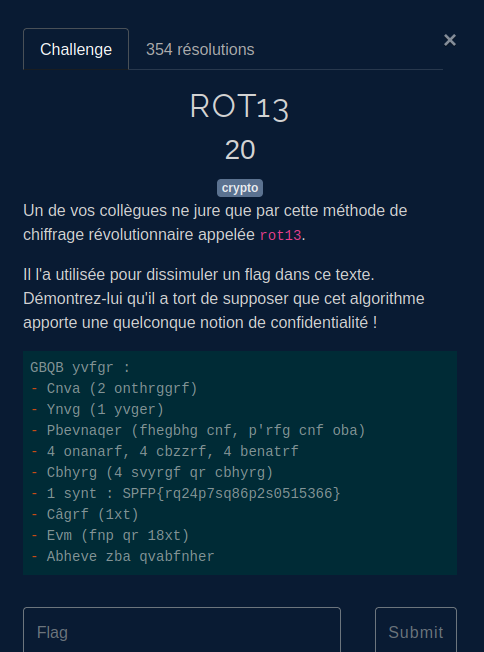 Challenge
354 résolutions
×
ROT13
20
crypto
Un de vos collègues ne jure que par cette méthode de
chiffrage révolutionnaire appelée rot13.
Il l'a utilisée pour dissimuler un flag dans ce texte.
Démontrez-lui qu'il a tort de supposer que cet algorithme
apporte une quelconque notion de confidentialité !
GBQB yvfgr :
- Cnva (2 onthrggrf)
- Ynvg (1 yvger)
- Pbevnaqer (fhegbhg cnf, p'rfg cnf oba)
- 4 onanarf, 4 cbzzrf, 4 benatrf
- Cbhyrg (4 svyrgf qr cbhyrg)
- 1 synt : SPFP{rq24p7sq86p2s0515366}
- Câgrf (1xt)
- Evm (fnp qr 18xt)
- Abheve zba qvabfnher
Flag
Submit